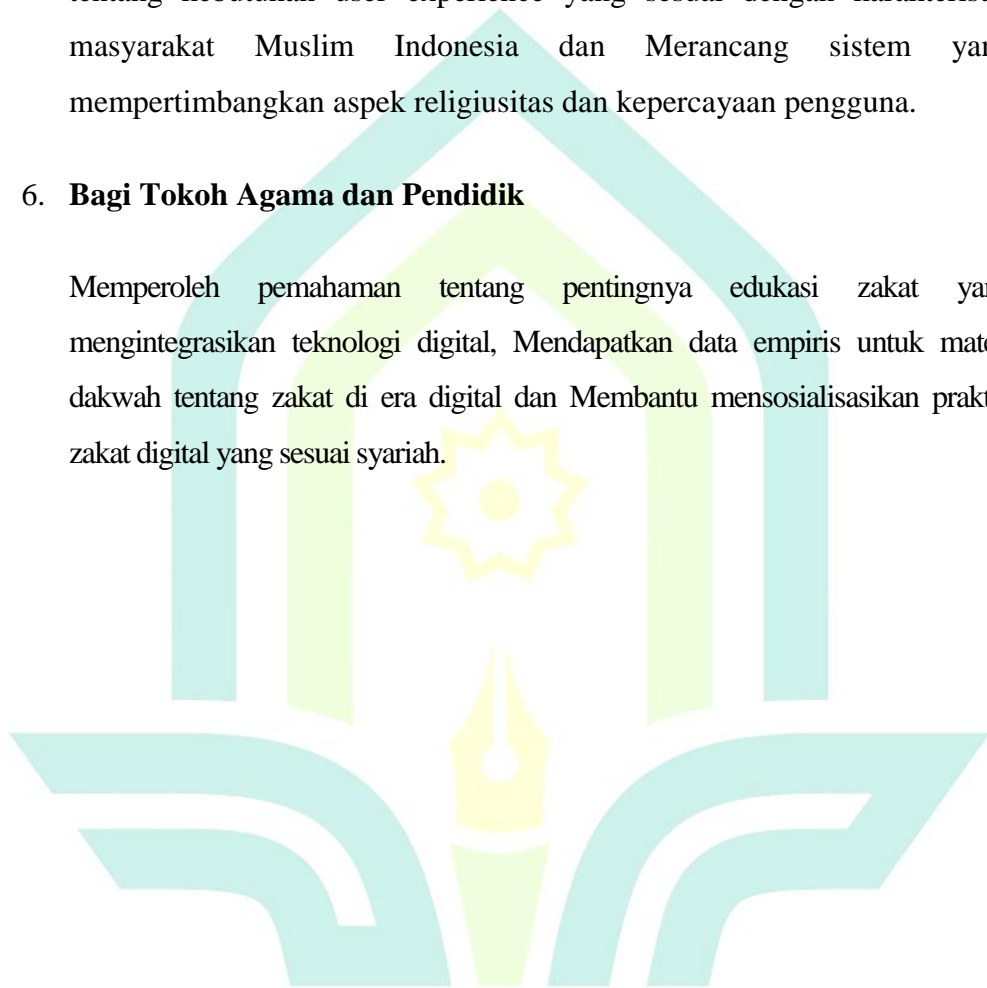 masyarakat Muslim Indonesia dan Merancang sistem
mempertimbangkan aspek religiusitas dan kepercayaan pengguna.
6. Bagi Tokoh Agama dan Pendidik
Memperoleh pemahaman tentang pentingnya edukasi zakat
mengintegrasikan teknologi digital, Mendapatkan data empiris untuk
dakwah tentang zakat di era digital dan Membantu mensosialisasikan
zakat digital yang sesuai syariah.